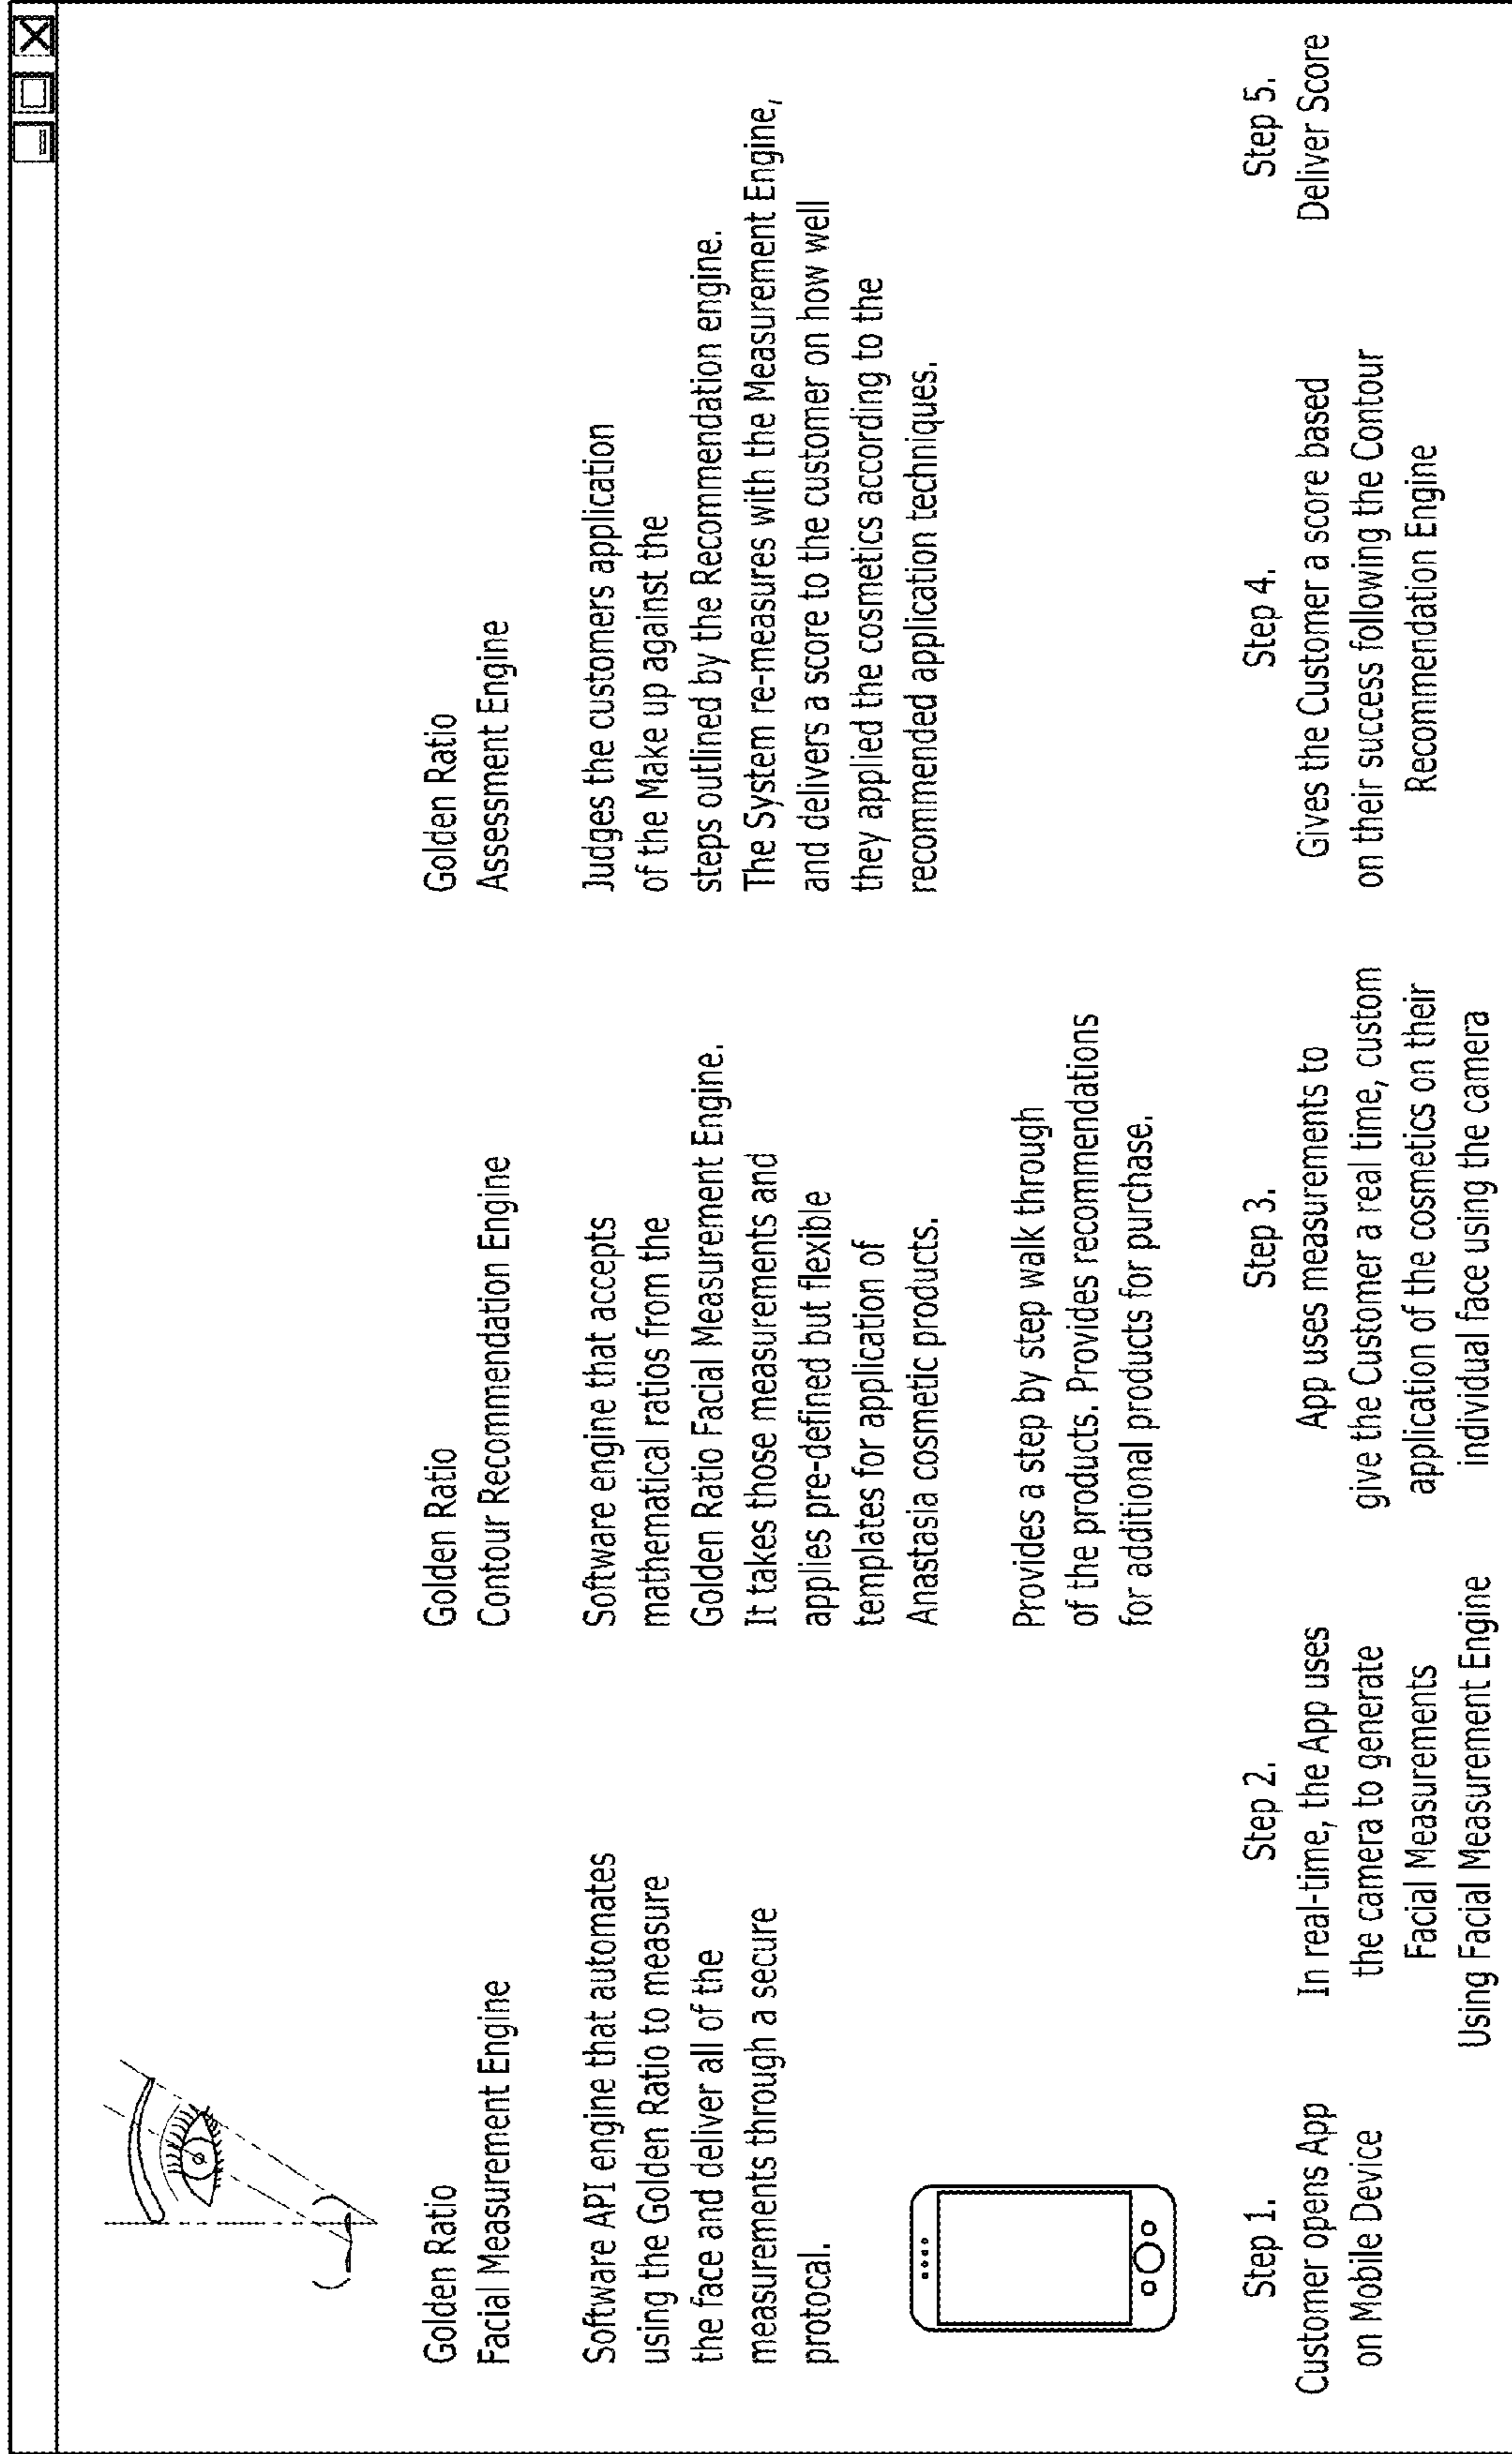 Golden Ratio
Facial Measurement Engine
Software API engine that automates
using the Golden Ratio to measure
the face and deliver all of the
measurements through a secure
protocal.
Golden Ratio
Contour Recommendation Engine
Software engine that accepts
mathematical ratios from the
Golden Ratio Facial Measurement Engine.
It takes those measurements and
applies pre-defined but flexible
templates for application of
Anastasia cosmetic products.
Provides a step by step walk through
of the products. Provides recommendations
for additional products for purchase.
Golden Ratio
Assessment Engine
Judges the customers application
of the Make up against the
steps outlined by the Recommendation engine.
The System re-measures with the Measurement Engine,
and delivers a score to the customer on how well
they applied the cosmetics according to the
recommended application techniques.
Step 1.
Customer opens App
on Mobile Device
Step 2.
In real-time, the App uses
the camera to generate
Facial Measurements
Using Facial Measurement Engine
Step 3.
App uses measurements to
give the Customer a real time, custom
application of the cosmetics on their
individual face using the camera
Step 4.
Gives the Customer a score based
on their success following the Contour
Recommendation Engine
Step 5.
Deliver Score